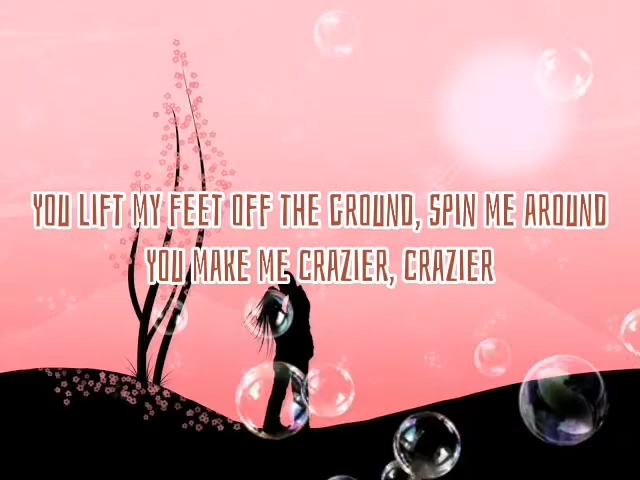 YOU LIFT MY FEET OFF THE GROUND, SPIN ME AROUND
YOU MAKE ME CRAZIER, CRAZIER